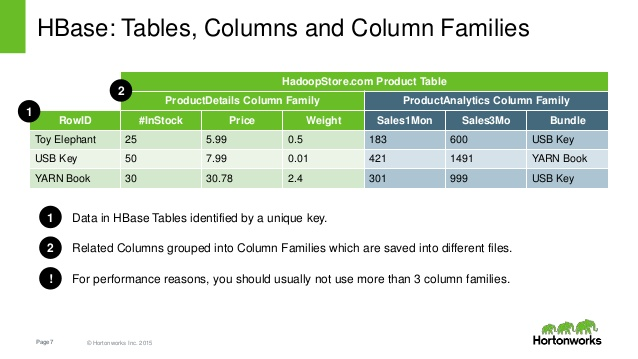 HBase: Tables, Columns and Column Families
HadoopStore.com Product Table
2
ProductDetails Column Family ProductAnalytics Column Family
1
RowID #InStock Price Weight Sales1Mon Sales3Mo Bundle
Toy Elephant 25 5.99 0.5 183 600 USB Key
USB Key 50 7.99 0.01 421 1491 YARN Book
YARN Book 30 30.78 2.4 301 999 USB Key
1 Data in HBase Tables identified by a unique key.
2 Related Columns grouped into Column Families which are saved into different files.
! For performance reasons, you should usually not use more than 3 column families.
Page 7 © Hortonworks Inc. 2015
Hortonworks